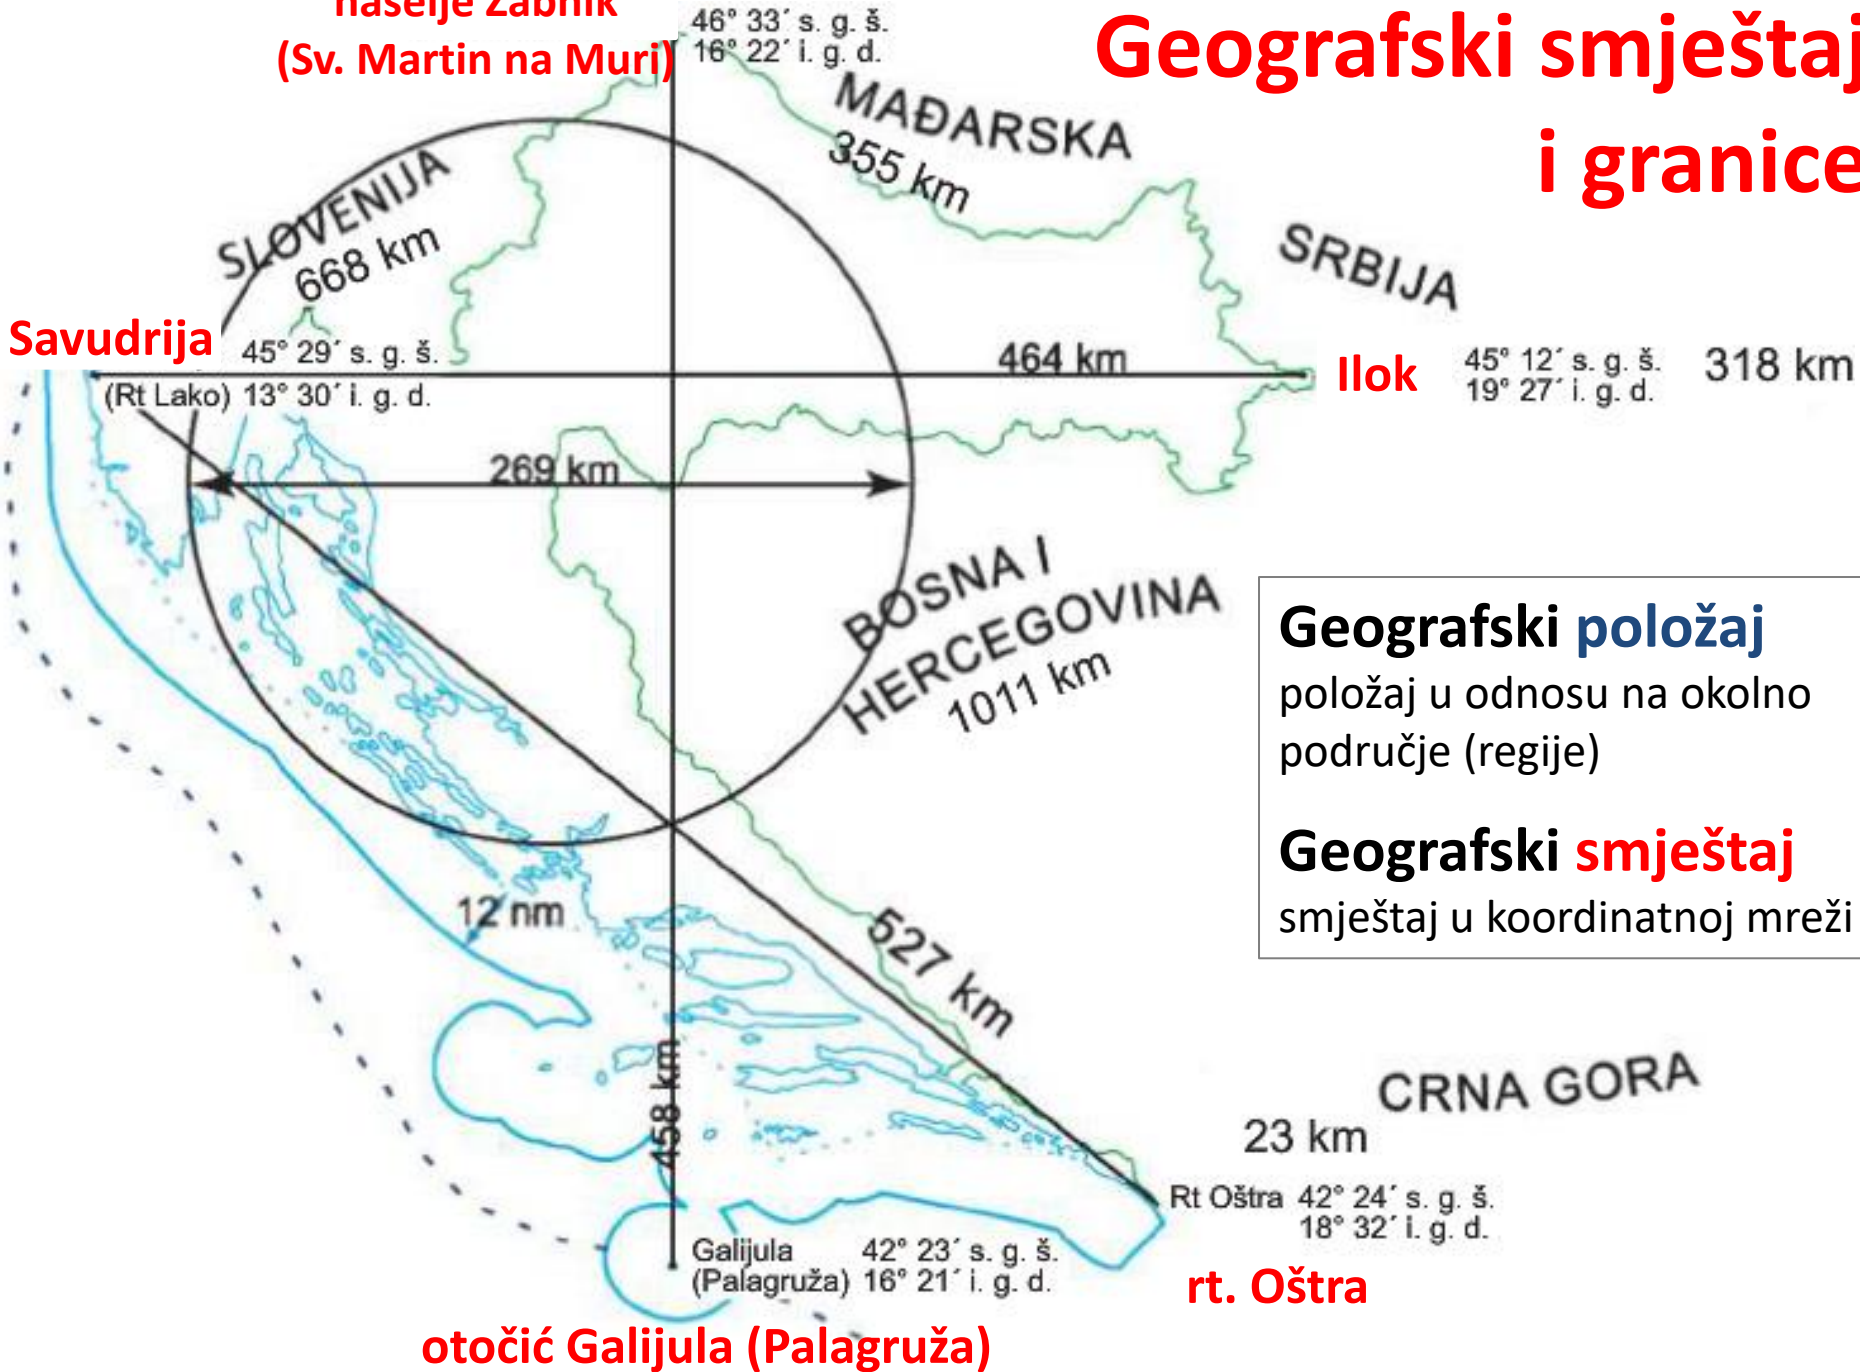 naselje Žabnik
(Sv. Martin na Muri)
46° 33´ s. g. š.
16° 22´ i. g. d.
Geografski smještaj
i granice
MAĐARSKA
355 km
SLOVENIJA
668 km
SRBIJA
Savudrija
45° 29´ s. g. š.
(Rt Lako) 13° 30´ i. g. d.
464 km
Ilok
45° 12´ s. g. š.
19° 27´ i. g. d.
318 km
269 km
BOSNA I
HERCEGOVINA
1011 km
Geografski položaj
položaj u odnosu na okolno
područje (regije)
Geografski smještaj
smještaj u koordinatnoj mreži
12 nm
527 km
458 km
CRNA GORA
23 km
Rt Oštra 42° 24´ s. g. š.
18° 32´ i. g. d.
Galijula 42° 23´ s. g. š.
(Palagruža) 16° 21´ i. g. d.
rt. Oštra
otočić Galijula (Palagruža)